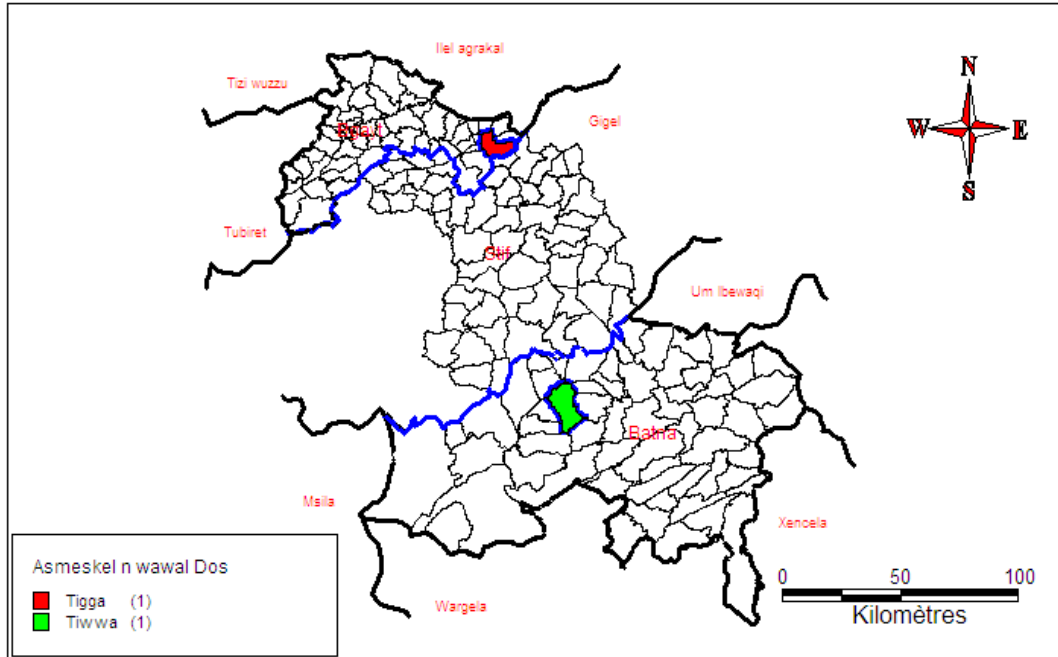 Ilel agrakal
Tizi wuzzu
Gigel
Bgayt
N
W E
S
Tubiret
Stif
Um lbewaqi
Batna
Msila
Xencela
Wargela
Asmeskel n wawal Dos
Tigga (1)
Tiwwa (1)
0 50 100
Kilomètres